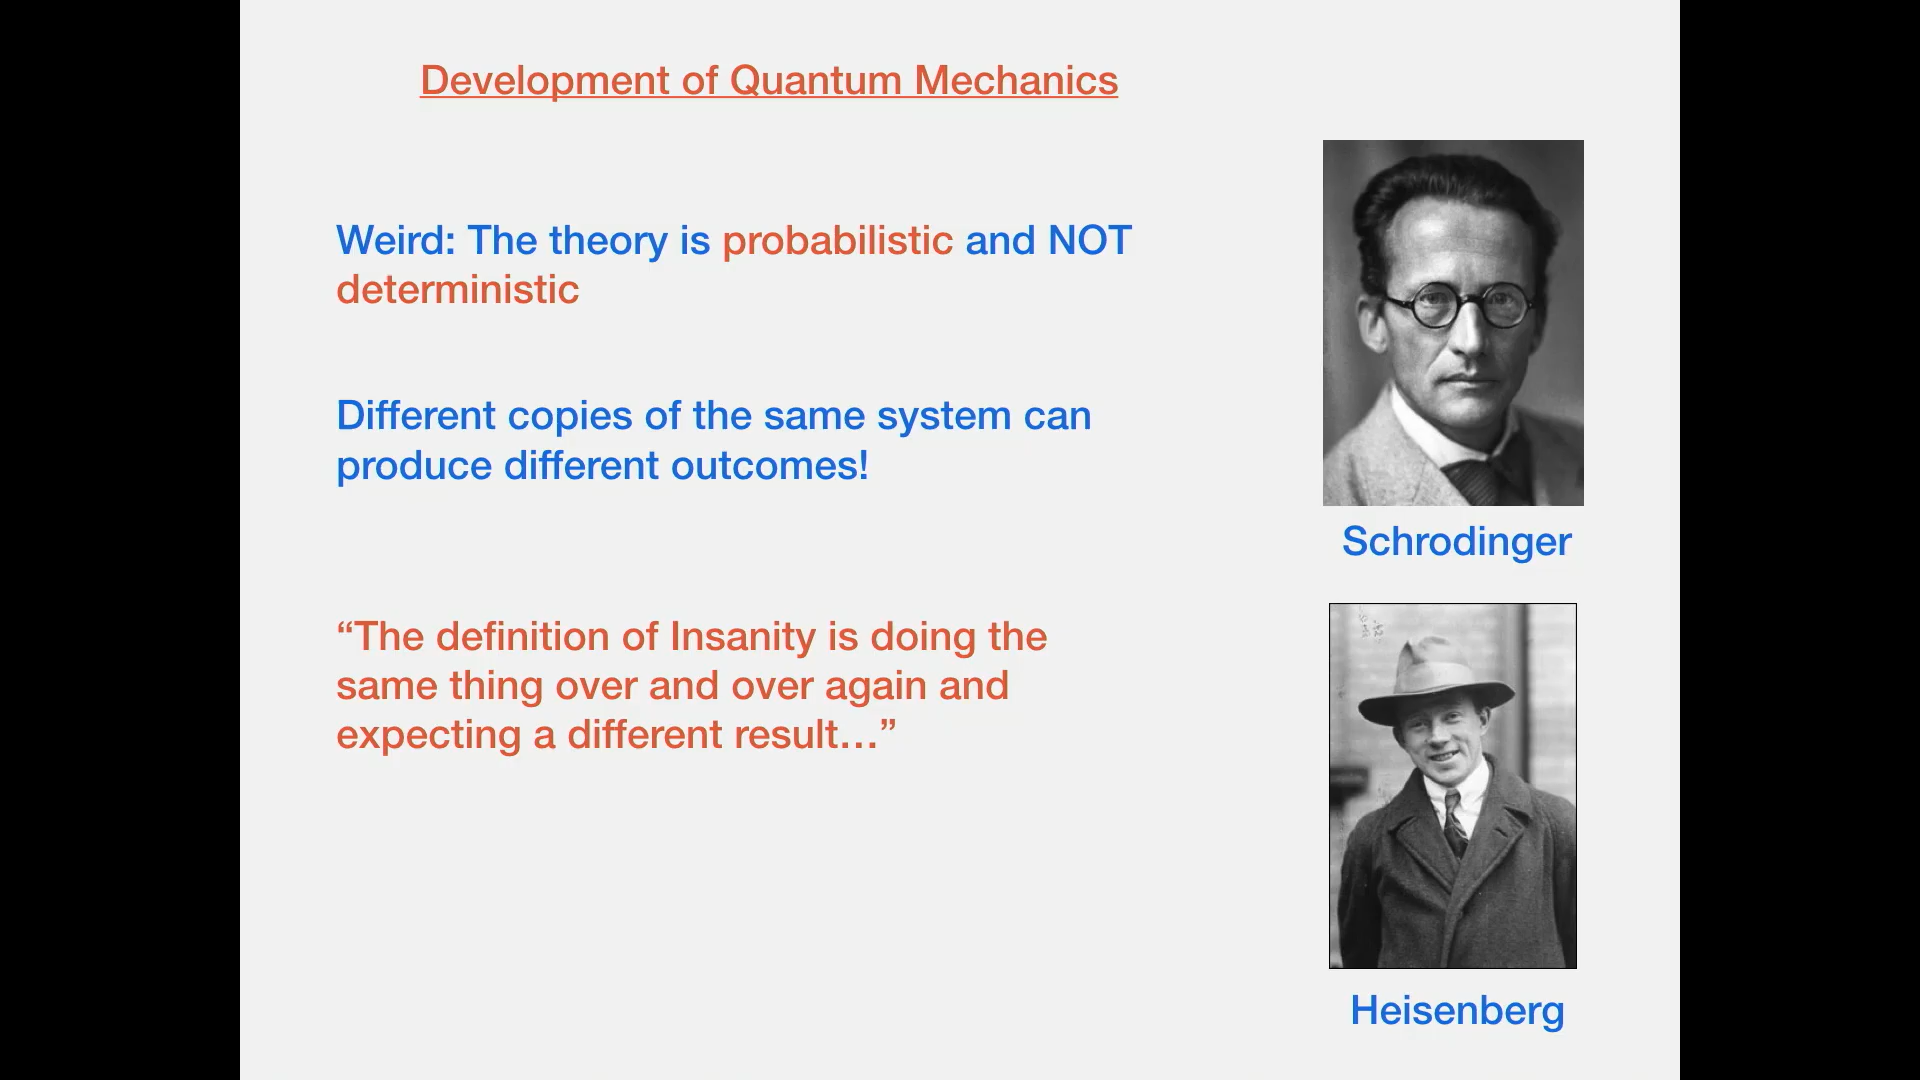 Development of Quantum Mechanics
Weird: The theory is probabilistic and NOT
deterministic
Different copies of the same system can
produce different outcomes!
“The definition of Insanity is doing the
same thing over and over again and
expecting a different result…”
Schrodinger
Heisenberg